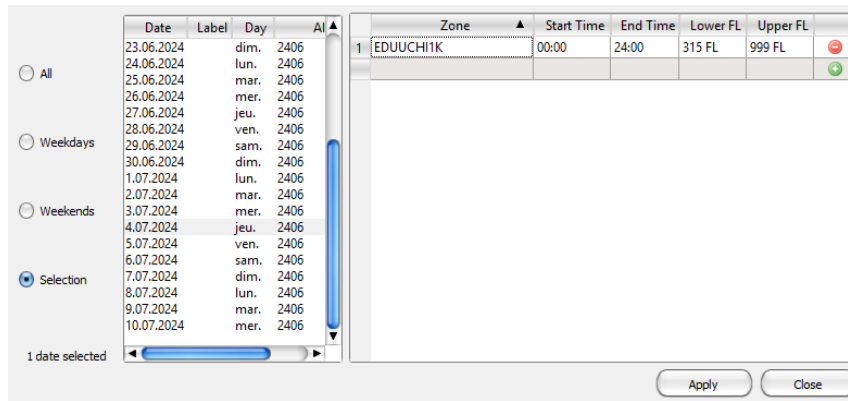 Date Label Day AI
23.06.2024 dim. 2406
24.06.2024 lun. 2406
25.06.2024 mar. 2406
26.06.2024 mer. 2406
27.06.2024 jeu. 2406
28.06.2024 ven. 2406
29.06.2024 sam. 2406
30.06.2024 dim. 2406
1.07.2024 lun. 2406
2.07.2024 mar. 2406
3.07.2024 mer. 2406
4.07.2024 jeu. 2406
5.07.2024 ven. 2406
6.07.2024 sam. 2406
7.07.2024 dim. 2406
8.07.2024 lun. 2406
9.07.2024 mar. 2406
10.07.2024 mer. 2406
All
Weekdays
Weekends
Selection
1 date selected
Zone Start Time End Time Lower FL Upper FL
1 EDUUCHI1K 00:00 24:00 315 FL 999 FL
Apply Close